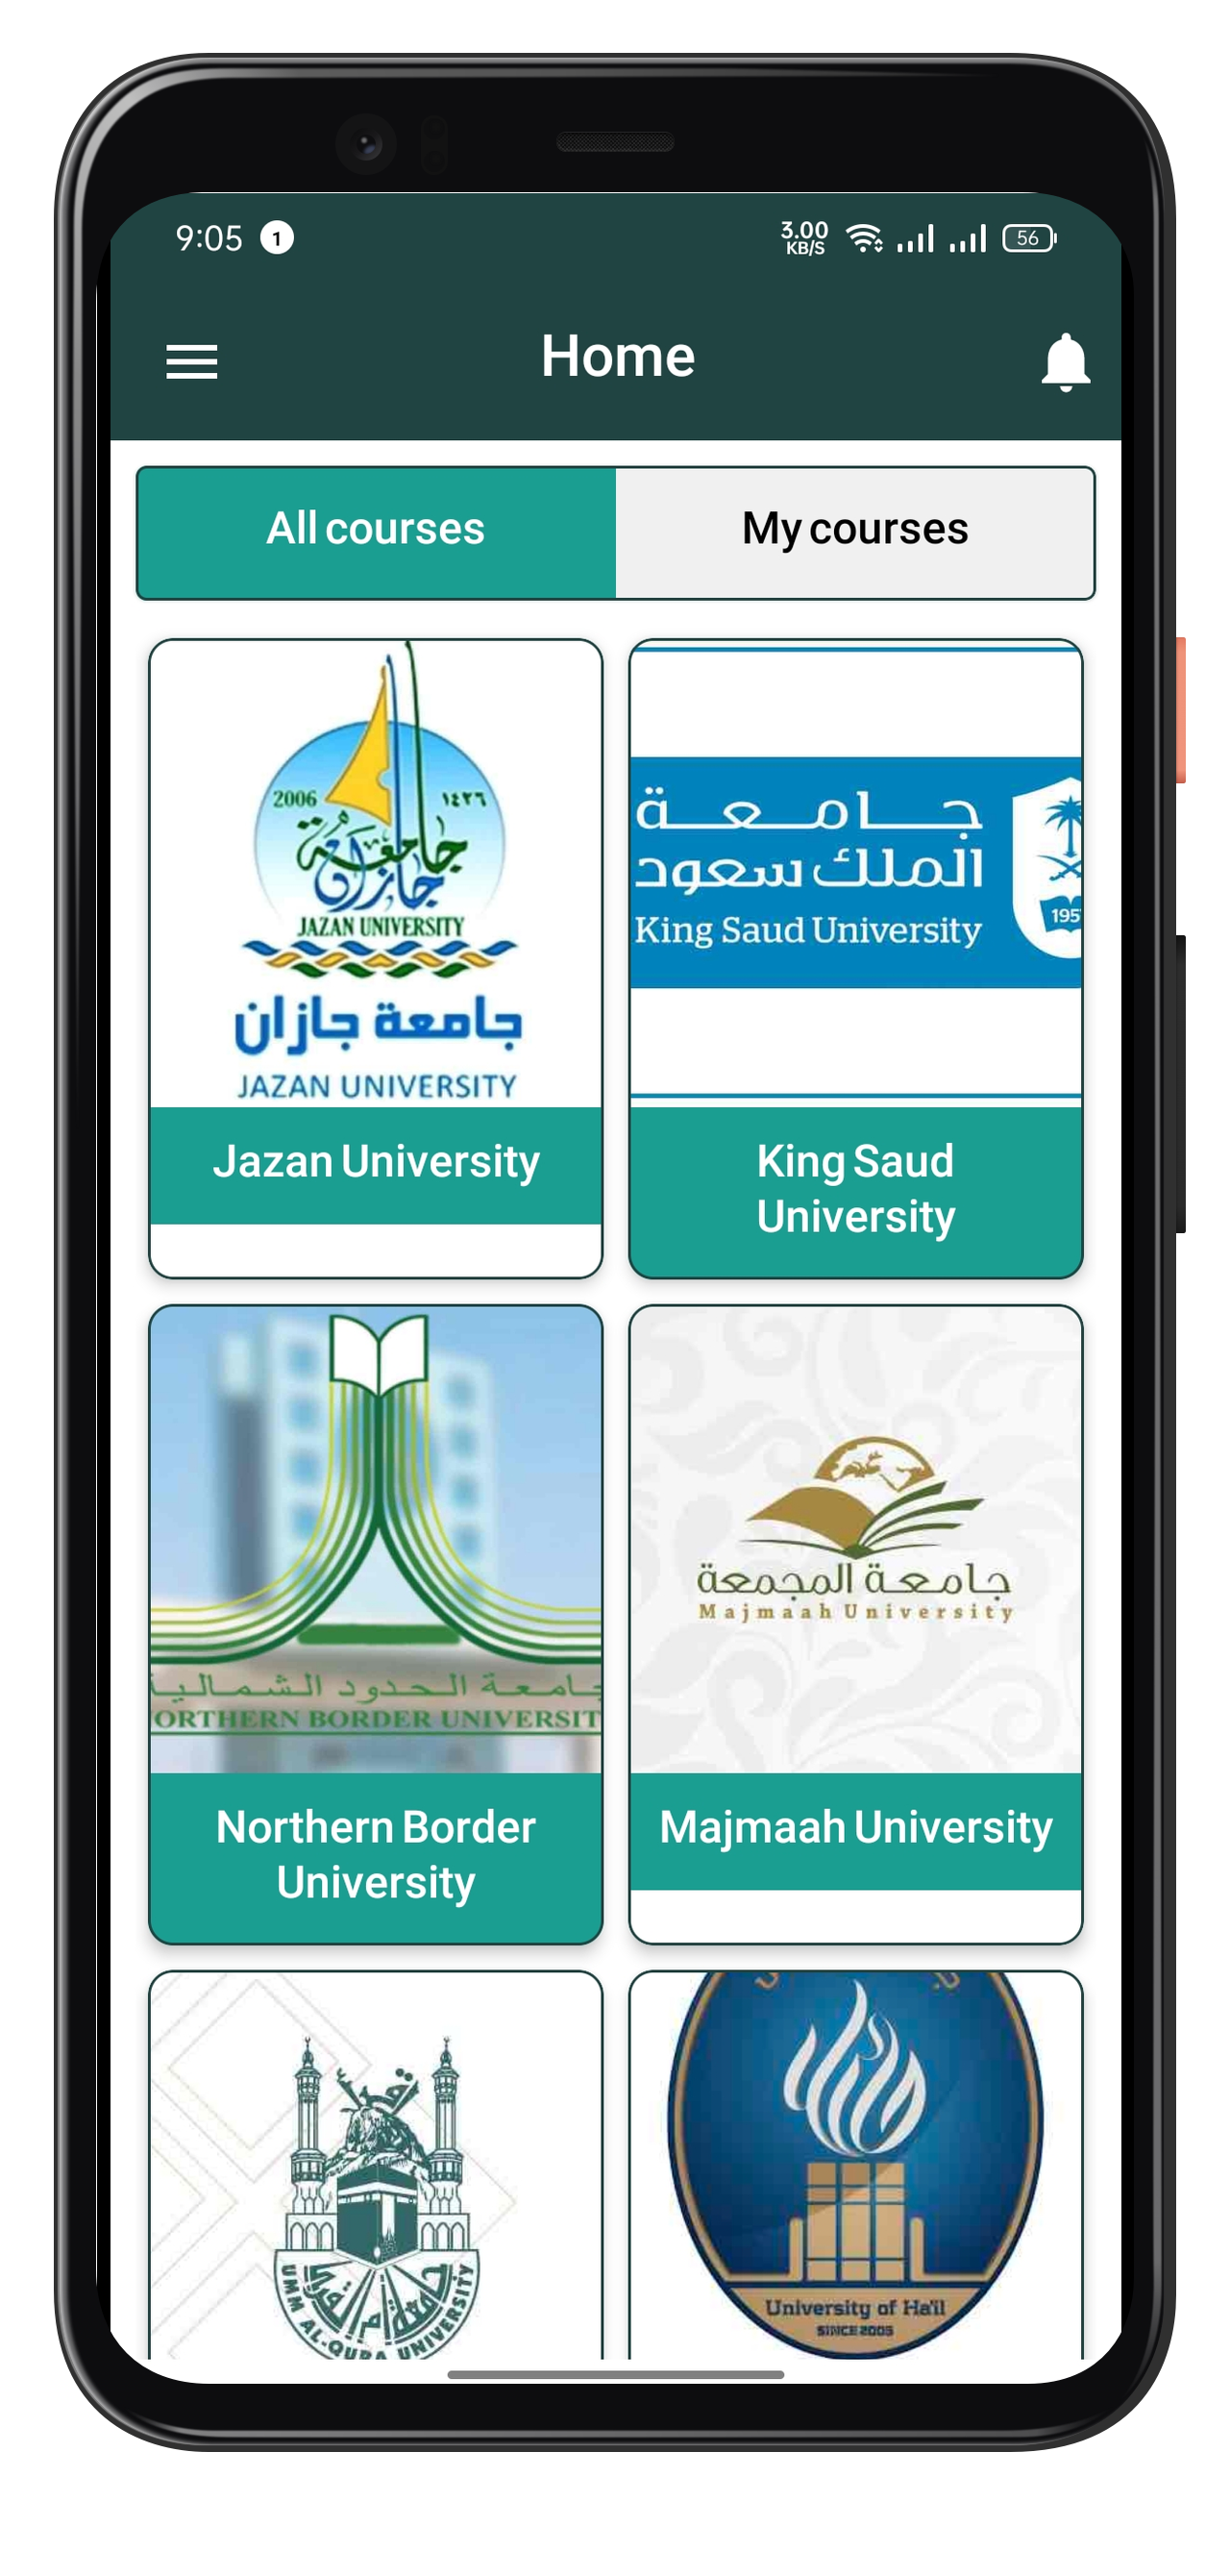 9:05 1 3.00 KB/S 56
Home
All courses
My courses
2006 ١٤٢٦
جامعة جازان
JAZAN UNIVERSITY
جامعة جازان
JAZAN UNIVERSITY
Jazan University
جامعة
الملك سعود
King Saud University
195
King Saud
University
جامعة الحدود الشمالية
ORTHERN BORDER UNIVERSIT
Northern Border
University
جامعة المجمعة
Majmaah University
Majmaah University
جامعة أم القرى
UMM AL-QURA UNIVERSITY
University of Ha'il
SINCE 2005